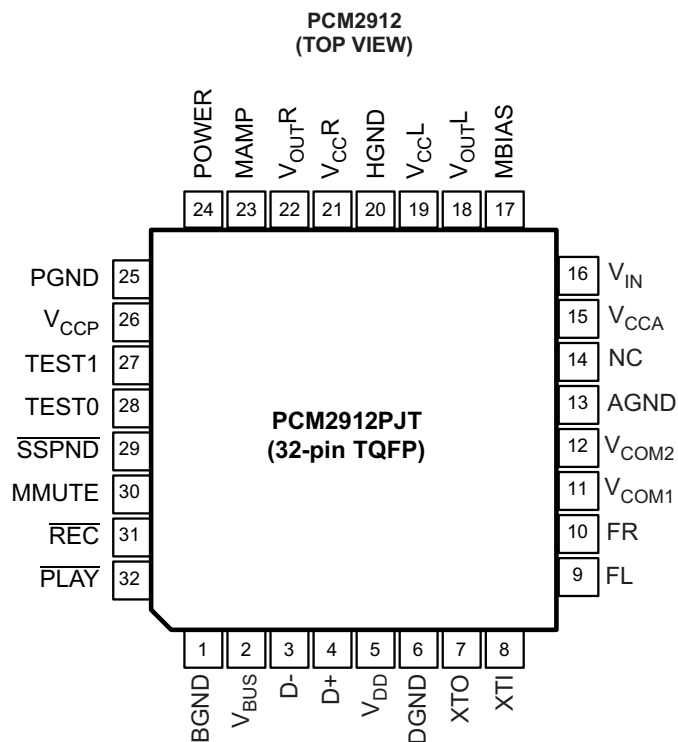 PCM2912
(TOP VIEW)
POWER
MAMP
VOUTR
VCCR
HGND
VCCL
VOUTL
MBIAS
24 23 22 21 20 19 18 17
PGND 25
VCCP 26
TEST1 27
TEST0 28
SSPND 29
MMUTE 30
REC 31
PLAY 32
PCM2912PJT
(32-pin TQFP)
16 VIN
15 VCCA
14 NC
13 AGND
12 VCOM2
11 VCOM1
10 FR
9 FL
1 2 3 4 5 6 7 8
BGND
VBUS
D-
D+
VDD
DGND
XTO
XTI